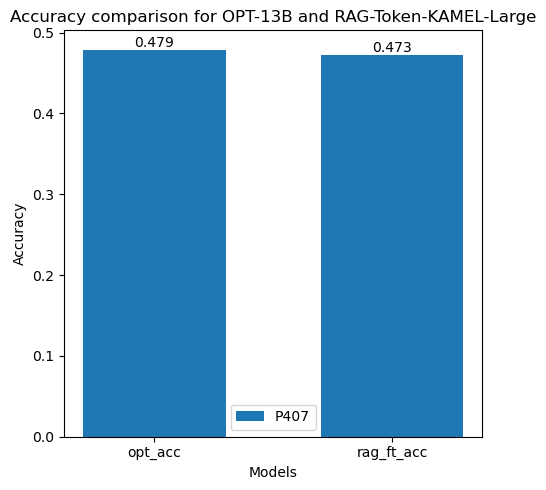 Accuracy comparison for OPT-13B and RAG-Token-KAMEL-Large
0.5
0.4
0.3
0.2
0.1
0.0
Accuracy
0.479
0.473
P407
opt_acc
rag_ft_acc
Models